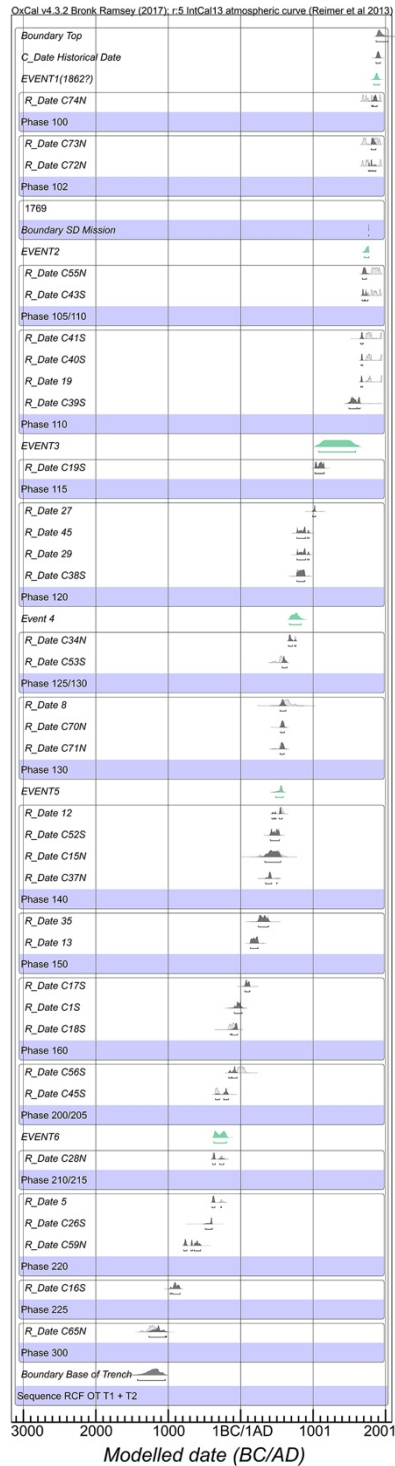 OxCal v4.3.2 Bronk Ramsey (2017); r:5 IntCal13 atmospheric curve (Reimer et al 2013)
Boundary Top
C_Date Historical Date
EVENT1(1862?)
R_Date C74N
Phase 100
R_Date C73N
R_Date C72N
Phase 102
1769
Boundary SD Mission
EVENT2
R_Date C55N
R_Date C43S
Phase 105/110
R_Date C41S
R_Date C40S
R_Date 19
R_Date C39S
Phase 110
EVENT3
R_Date C19S
Phase 115
R_Date 27
R_Date 45
R_Date 29
R_Date C38S
Phase 120
Event 4
R_Date C34N
R_Date C53S
Phase 125/130
R_Date 8
R_Date C70N
R_Date C71N
Phase 130
EVENT5
R_Date 12
R_Date C52S
R_Date C15N
R_Date C37N
Phase 140
R_Date 35
R_Date 13
Phase 150
R_Date C17S
R_Date C1S
R_Date C18S
Phase 160
R_Date C56S
R_Date C45S
Phase 200/205
EVENT6
R_Date C28N
Phase 210/215
R_Date 5
R_Date C26S
R_Date C59N
Phase 220
R_Date C16S
Phase 225
R_Date C65N
Phase 300
Boundary Base of Trench
Sequence RCF OT T1 + T2
3000 2000 1000 1BC/1AD 1001 2001
Modelled date (BC/AD)